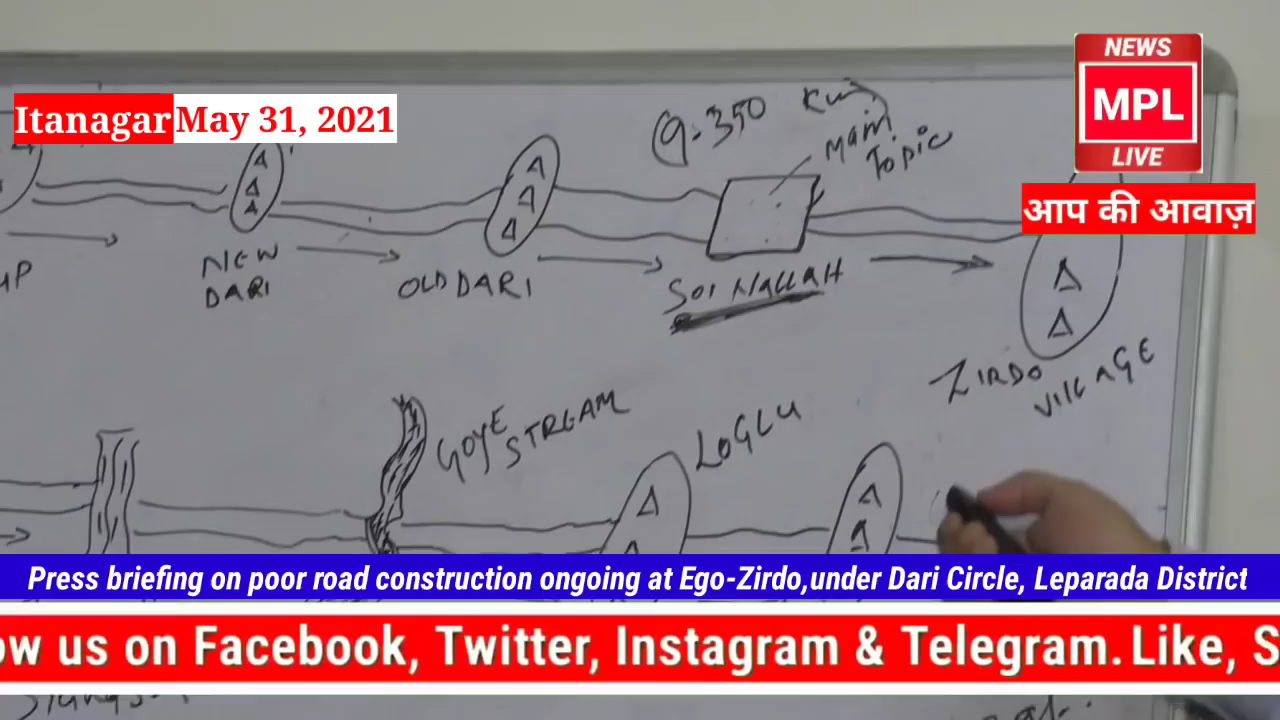 NEWS
MPL
LIVE
आप की आवाज़
Itanagar May 31, 2021
9.350 Km
Main
Topic
NEW
DARI
OLD DARI
SOI NALLAH
ZIRDO
VILLAGE
GOYE
STREAM
LOGLU
Press briefing on poor road construction ongoing at Ego-Zirdo,under Dari Circle, Leparada District
ow us on Facebook, Twitter, Instagram & Telegram. Like, S